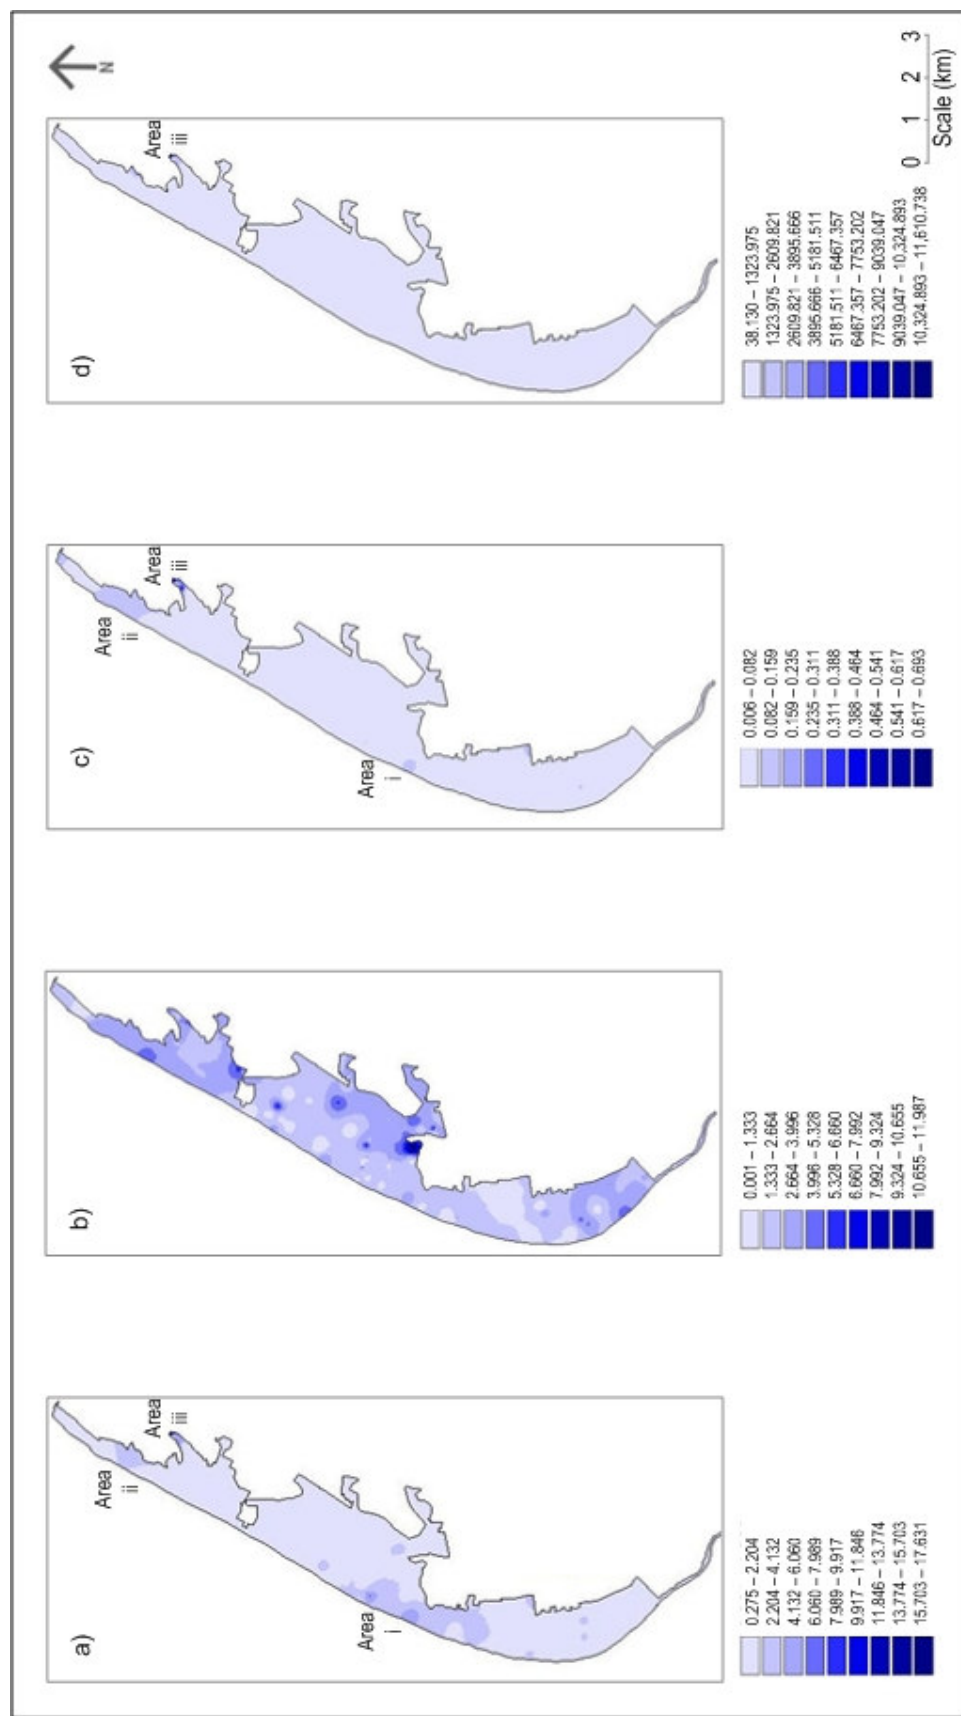 a)
Area
i
Area
ii
Area
iii
0.275 – 2.204
2.204 – 4.132
4.132 – 6.060
6.060 – 7.989
7.989 – 9.917
9.917 – 11.846
11.846 – 13.774
13.774 – 15.703
15.703 – 17.631
b)
0.001 – 1.333
1.333 – 2.664
2.664 – 3.996
3.996 – 5.328
5.328 – 6.660
6.660 – 7.992
7.992 – 9.324
9.324 – 10.655
10.655 – 11.987
c)
Area
i
Area
ii
Area
iii
0.006 – 0.082
0.082 – 0.159
0.159 – 0.235
0.235 – 0.311
0.311 – 0.388
0.388 – 0.464
0.464 – 0.541
0.541 – 0.617
0.617 – 0.693
d)
Area
iii
N
38.130 – 1323.975
1323.975 – 2609.821
2609.821 – 3895.666
3895.666 – 5181.511
5181.511 – 6467.357
6467.357 – 7753.202
7753.202 – 9039.047
9039.047 – 10,324.893
10,324.893 – 11,610.738
0 1 2 3
Scale (km)